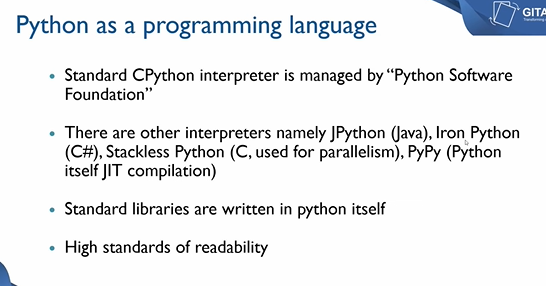 Python as a programming language
GITA
• Standard CPython interpreter is managed by “Python Software
Foundation”
• There are other interpreters namely JPython (Java), Iron Python
(C#), Stackless Python (C, used for parallelism), PyPy (Python
itself JIT compilation)
• Standard libraries are written in python itself
• High standards of readability